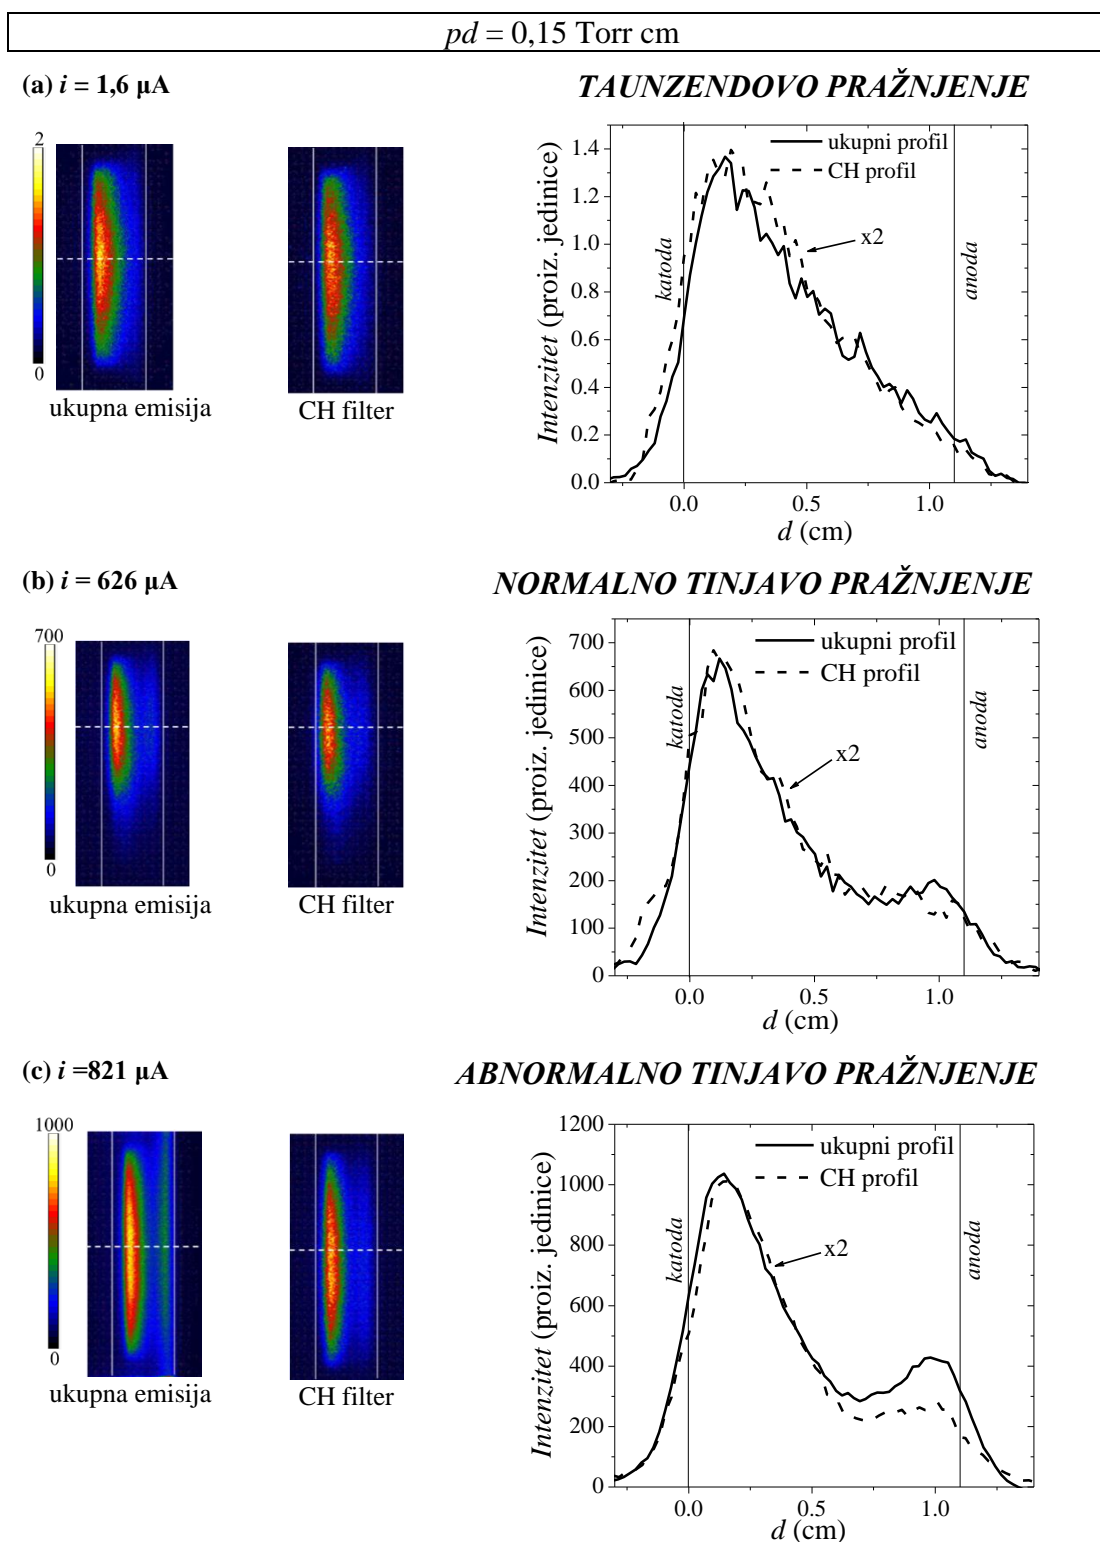 pd = 0,15 Torr cm
(a) i = 1,6 μA
TAUNZENDOVO PRAŽNJENJE
2
0
ukupna emisija
CH filter
ukupni profil
CH profil
x2
katoda
anoda
Intenzitet (proiz. jedinice)
1.4
1.2
1.0
0.8
0.6
0.4
0.2
0.0
0.0 0.5 1.0
d (cm)
(b) i = 626 μA
NORMALNO TINJAVO PRAŽNJENJE
700
0
ukupna emisija
CH filter
ukupni profil
CH profil
x2
katoda
anoda
Intenzitet (proiz. jedinice)
700
600
500
400
300
200
100
0
0.0 0.5 1.0
d (cm)
(c) i =821 μA
ABNORMALNO TINJAVO PRAŽNJENJE
1000
0
ukupna emisija
CH filter
ukupni profil
CH profil
x2
katoda
anoda
Intenzitet (proiz. jedinice)
1200
1000
800
600
400
200
0
0.0 0.5 1.0
d (cm)